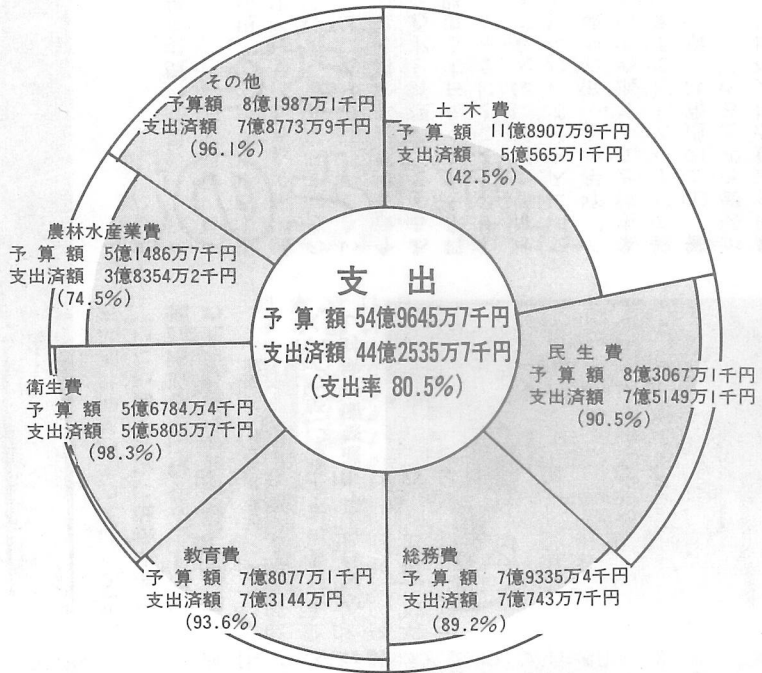 支出
予算額 54億9645万7千円
支出済額 44億2535万7千円
(支出率 80.5%)
土木費
予算額 11億8907万9千円
支出済額 5億565万1千円
(42.5%)
民生費
予算額 8億3067万1千円
支出済額 7億5149万1千円
(90.5%)
総務費
予算額 7億9335万4千円
支出済額 7億743万7千円
(89.2%)
教育費
予算額 7億8077万1千円
支出済額 7億3144万円
(93.6%)
衛生費
予算額 5億6784万4千円
支出済額 5億5805万7千円
(98.3%)
農林水産業費
予算額 5億1486万7千円
支出済額 3億8354万2千円
(74.5%)
その他
予算額 8億1987万1千円
支出済額 7億8773万9千円
(96.1%)